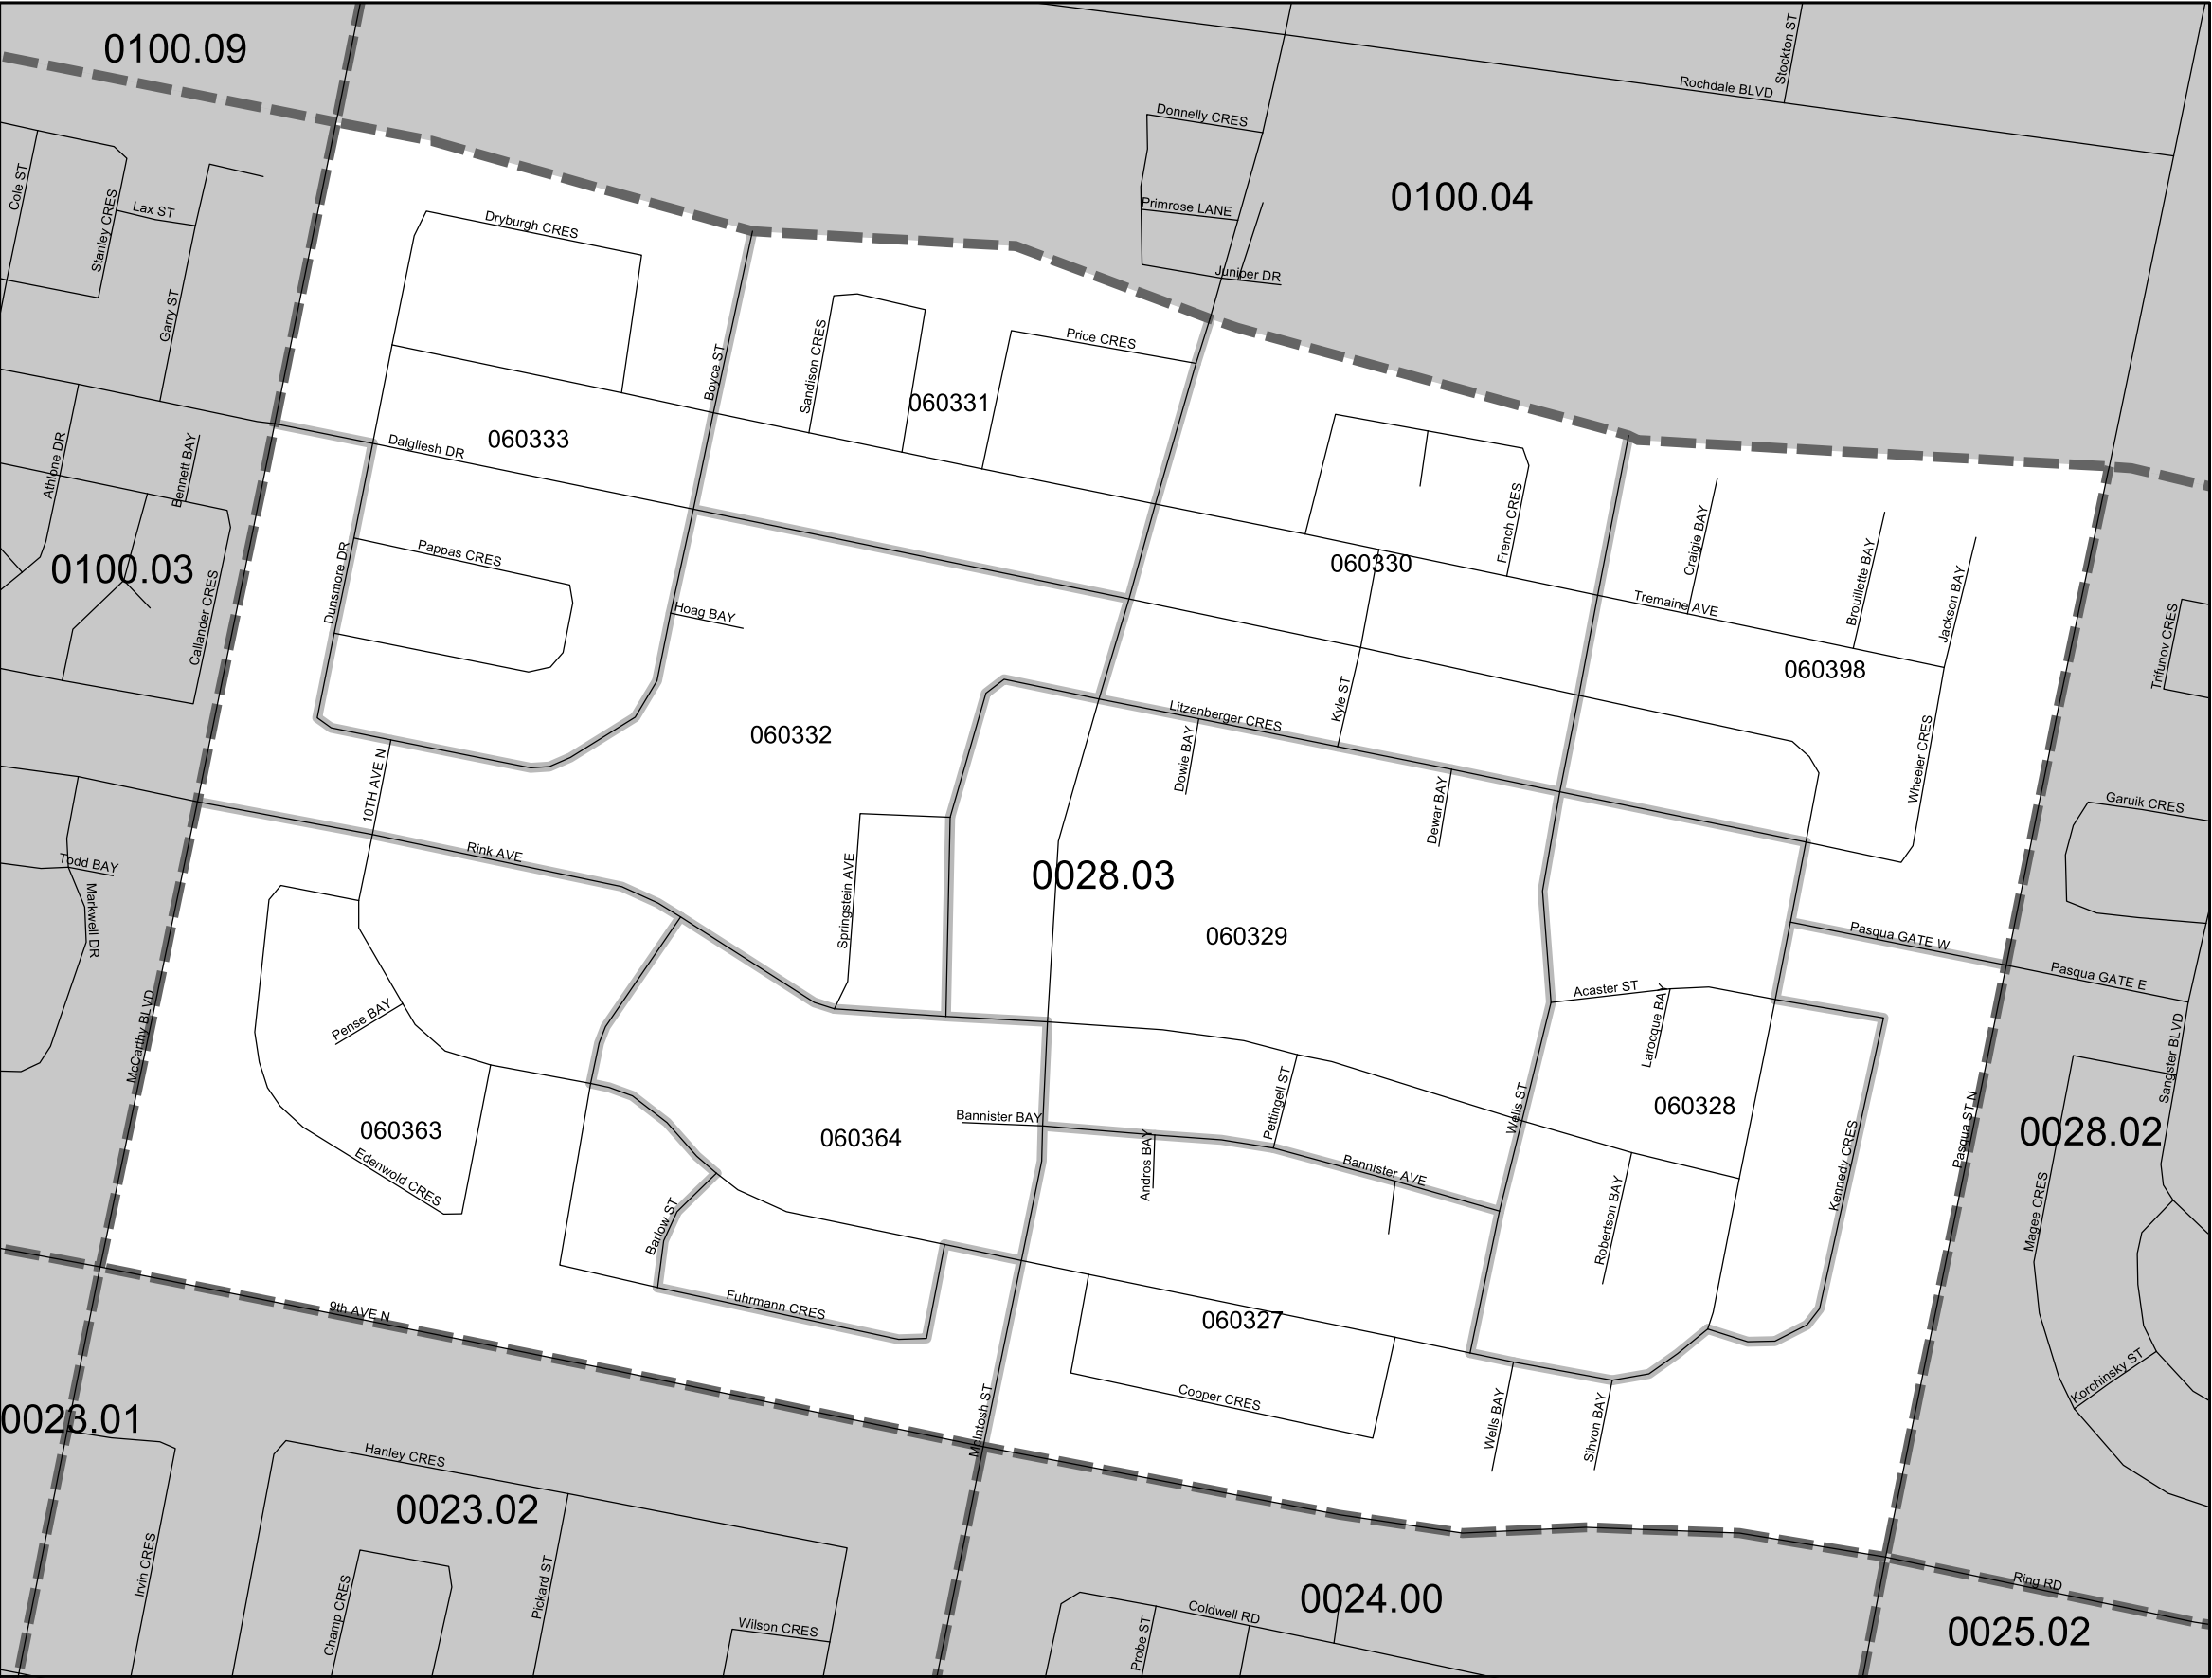 0100.09
Stockton ST
Rochdale BLVD
Donnelly CRES
Cole ST
Stanley CRES
Lax ST
Primrose LANE
0100.04
Dryburgh CRES
Juniper DR
Garry ST
Boyce ST
Sandison CRES
Price CRES
060331
060333
Dalgliesh DR
Athlone DR
Bennett BAY
French CRES
Craigie BAY
Pappas CRES
060330
0100.03
Dunsmore DR
Callander CRES
Hoag BAY
Tremaine AVE
Brouillette BAY
Jackson BAY
Trifunov CRES
060398
Kyle ST
Litzenberger CRES
060332
Dowie BAY
Wheeler CRES
10TH AVE N
Dewar BAY
Garuik CRES
Rink AVE
Todd BAY
Markwell DR
Springstein AVE
0028.03
060329
Pasqua GATE W
Pasqua GATE E
Acaster ST
Larocque BAY
Pense BAY
McCarthy BLVD
Sangster BLVD
Pettingell ST
Wells ST
060328
Bannister BAY
060363
060364
Andros BAY
Bannister AVE
Kennedy CRES
Pasqua ST N
0028.02
Edenwold CRES
Barlow ST
Robertson BAY
Magee CRES
Fuhrmann CRES
9th AVE N
060327
Korchinsky ST
Cooper CRES
McIntosh ST
Wells BAY
Sihvon BAY
0023.01
Hanley CRES
0023.02
Irvin CRES
Champ CRES
Pickard ST
Wilson CRES
Probe ST
Coldwell RD
0024.00
Ring RD
0025.02